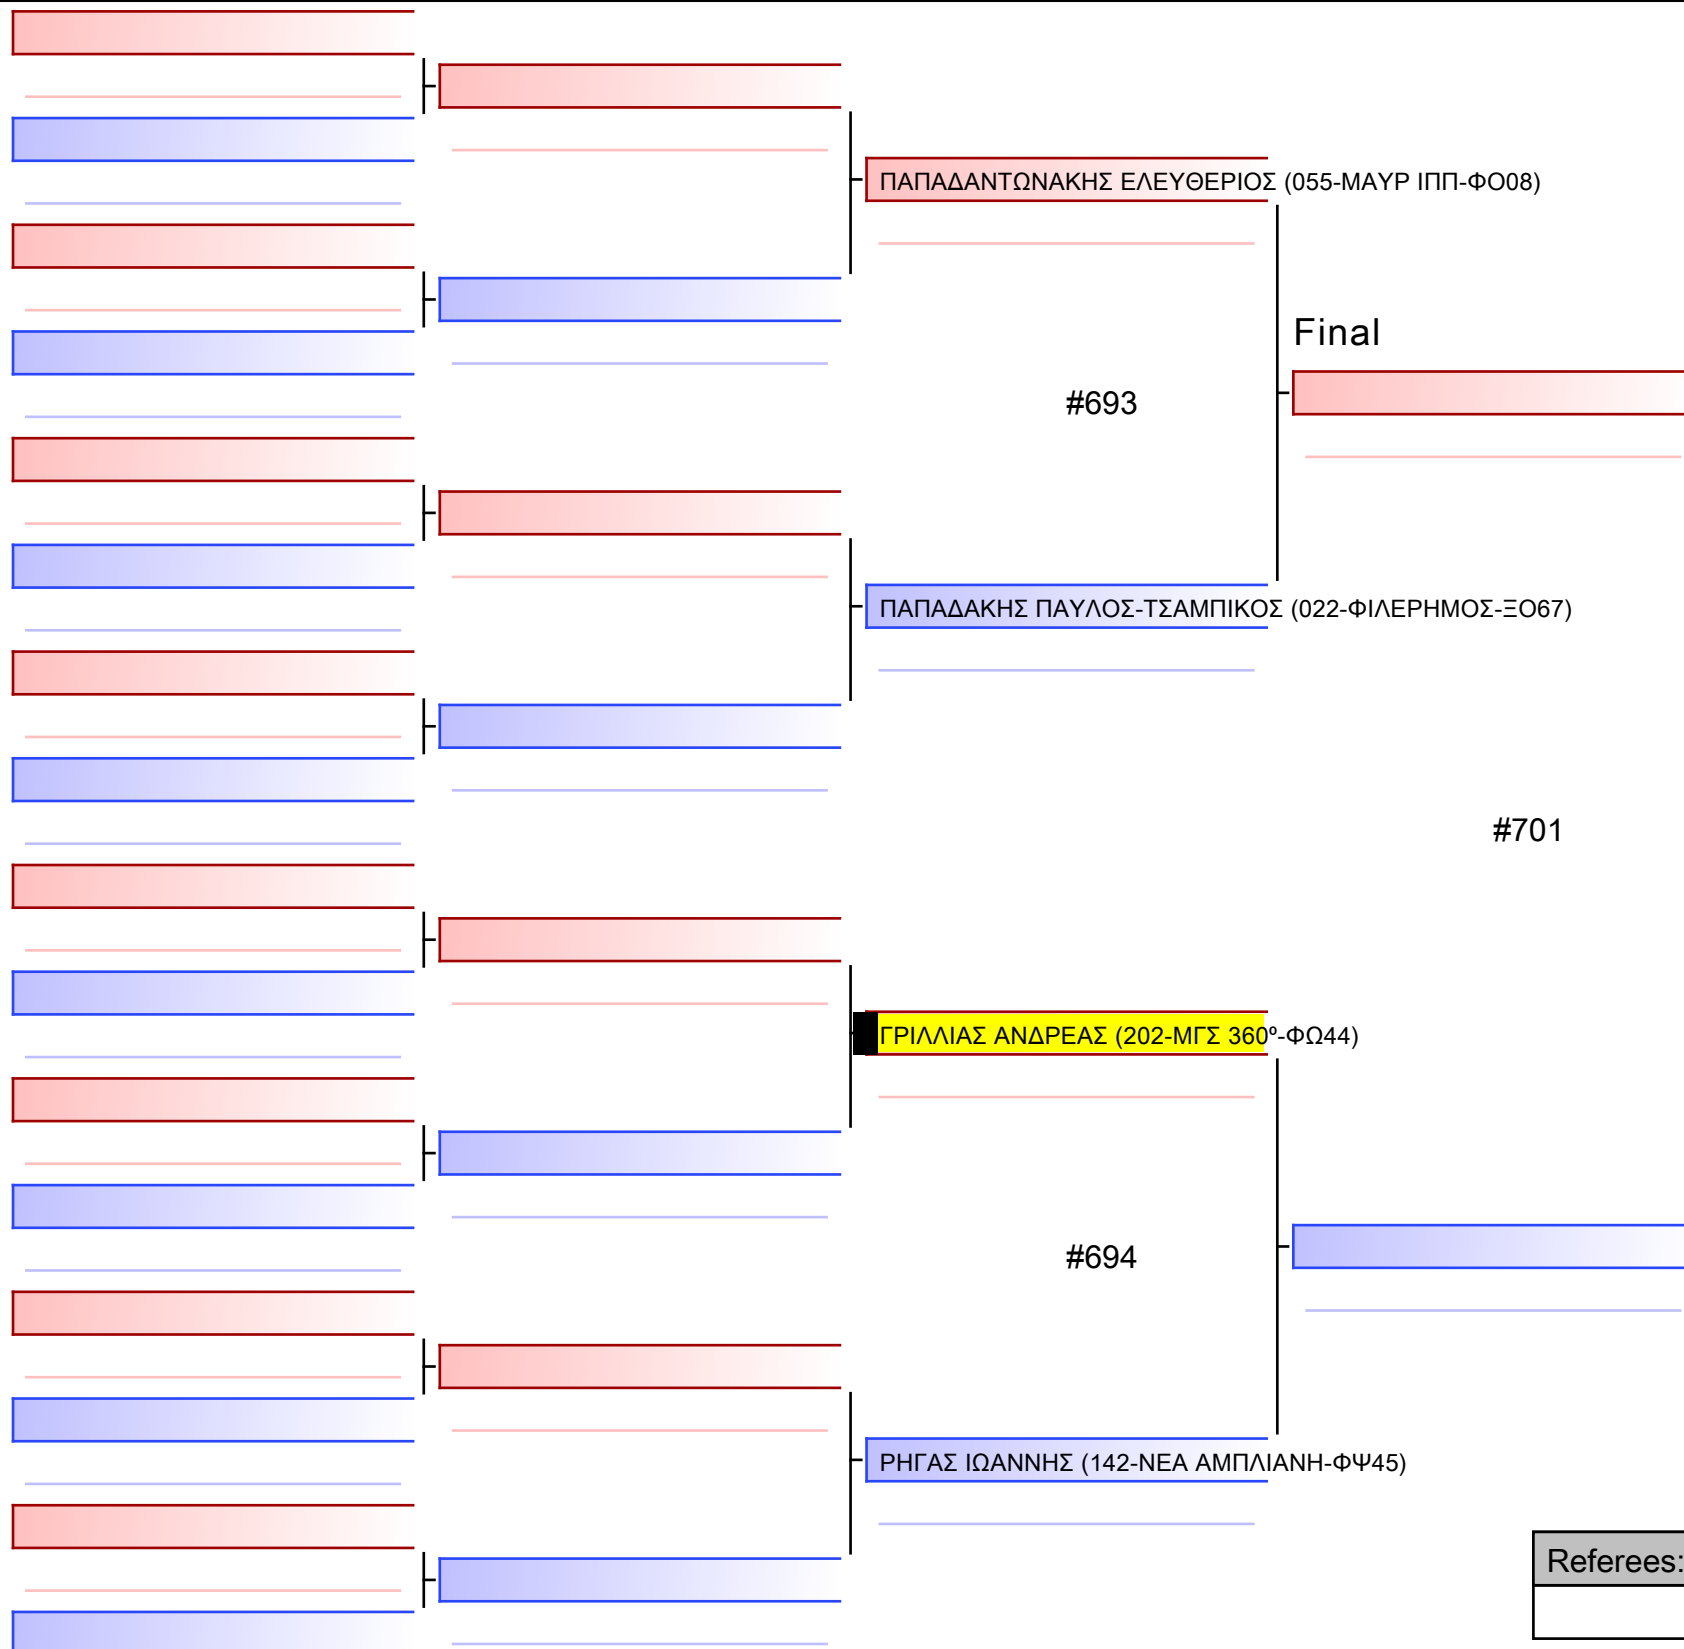 ΠΑΠΑΔΑΝΤΩΝΑΚΗΣ ΕΛΕΥΘΕΡΙΟΣ (055-ΜΑΥΡ ΙΠΠ-ΦΟ08)
Final
#693
ΠΑΠΑΔΑΚΗΣ ΠΑΥΛΟΣ-ΤΣΑΜΠΙΚΟΣ (022-ΦΙΛΕΡΗΜΟΣ-ΞΟ67)
#701
ΓΡΙΛΛΙΑΣ ΑΝΔΡΕΑΣ (202-ΜΓΣ 360º-ΦΩ44)
#694
ΡΗΓΑΣ ΙΩΑΝΝΗΣ (142-ΝΕΑ ΑΜΠΛΙΑΝΗ-ΦΨ45)
Referees: